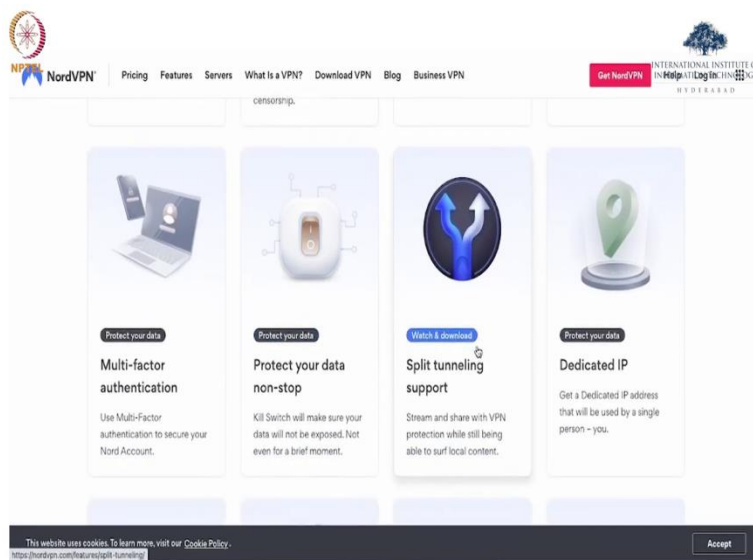 NPTEL
INTERNATIONAL INSTITUTE O
HYDERABAD
NordVPN
Pricing Features Servers What Is a VPN? Download VPN Blog Business VPN
Get NordVPN
Help
Log in
censorship.
Protect your data
Multi-factor
authentication
Use Multi-Factor
authentication to secure your
Nord Account.
Protect your data
Protect your data
non-stop
Kill Switch will make sure your
data will not be exposed. Not
even for a brief moment.
Watch & download
Split tunneling
support
Stream and share with VPN
protection while still being
able to surf local content.
Protect your data
Dedicated IP
Get a Dedicated IP address
that will be used by a single
person – you.
This website uses cookies. To learn more, visit our Cookie Policy.
Accept
https://nordvpn.com/features/split-tunneling/